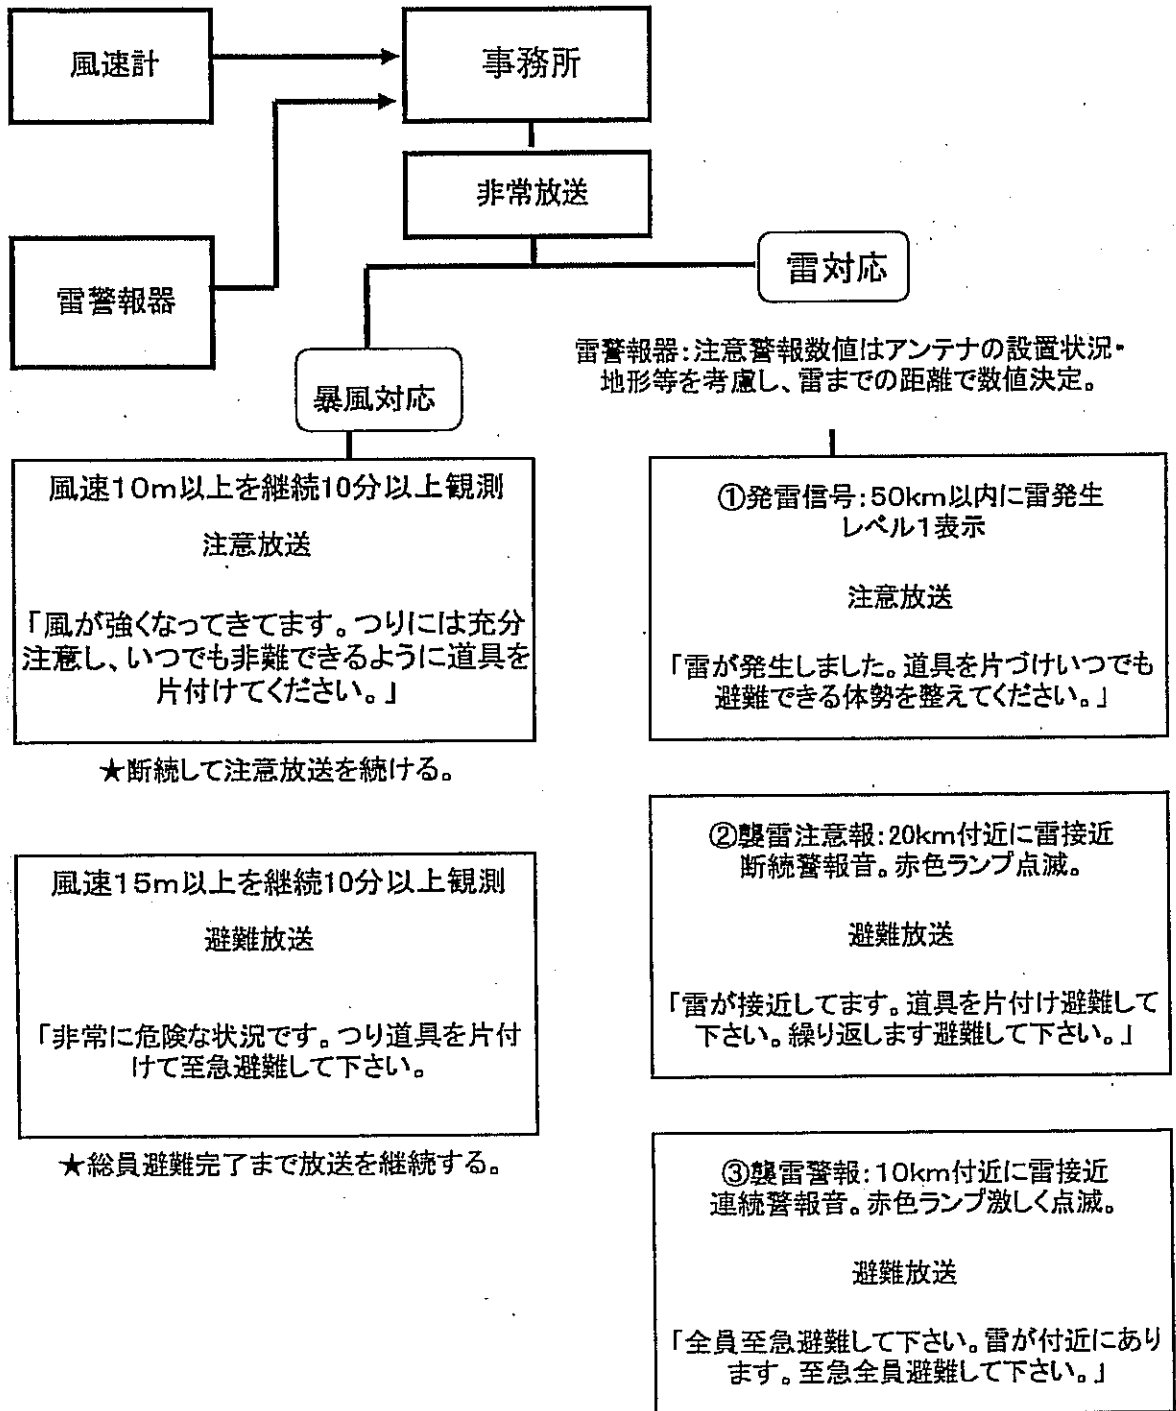 風速計
事務所
非常放送
雷警報器
雷対応
雷警報器:注意警報数値はアンテナの設置状況・
地形等を考慮し、雷までの距離で数値決定。
暴風対応
風速10m以上を継続10分以上観測
注意放送
「風が強くなってきてます。つりには充分
注意し、いつでも非難できるように道具を
片付けてください。」
★断続して注意放送を続ける。
風速15m以上を継続10分以上観測
避難放送
「非常に危険な状況です。つり道具を片付
けて至急避難して下さい。
★総員避難完了まで放送を継続する。
①発雷信号:50km以内に雷発生
レベル1表示
注意放送
「雷が発生しました。道具を片づけいつでも
避難できる体勢を整えてください。」
②襲雷注意報:20km付近に雷接近
断続警報音。赤色ランプ点滅。
避難放送
「雷が接近してます。道具を片付け避難して
下さい。繰り返します避難して下さい。」
③襲雷警報:10km付近に雷接近
連続警報音。赤色ランプ激しく点滅。
避難放送
「全員至急避難して下さい。雷が付近にあり
ます。至急全員避難して下さい。」